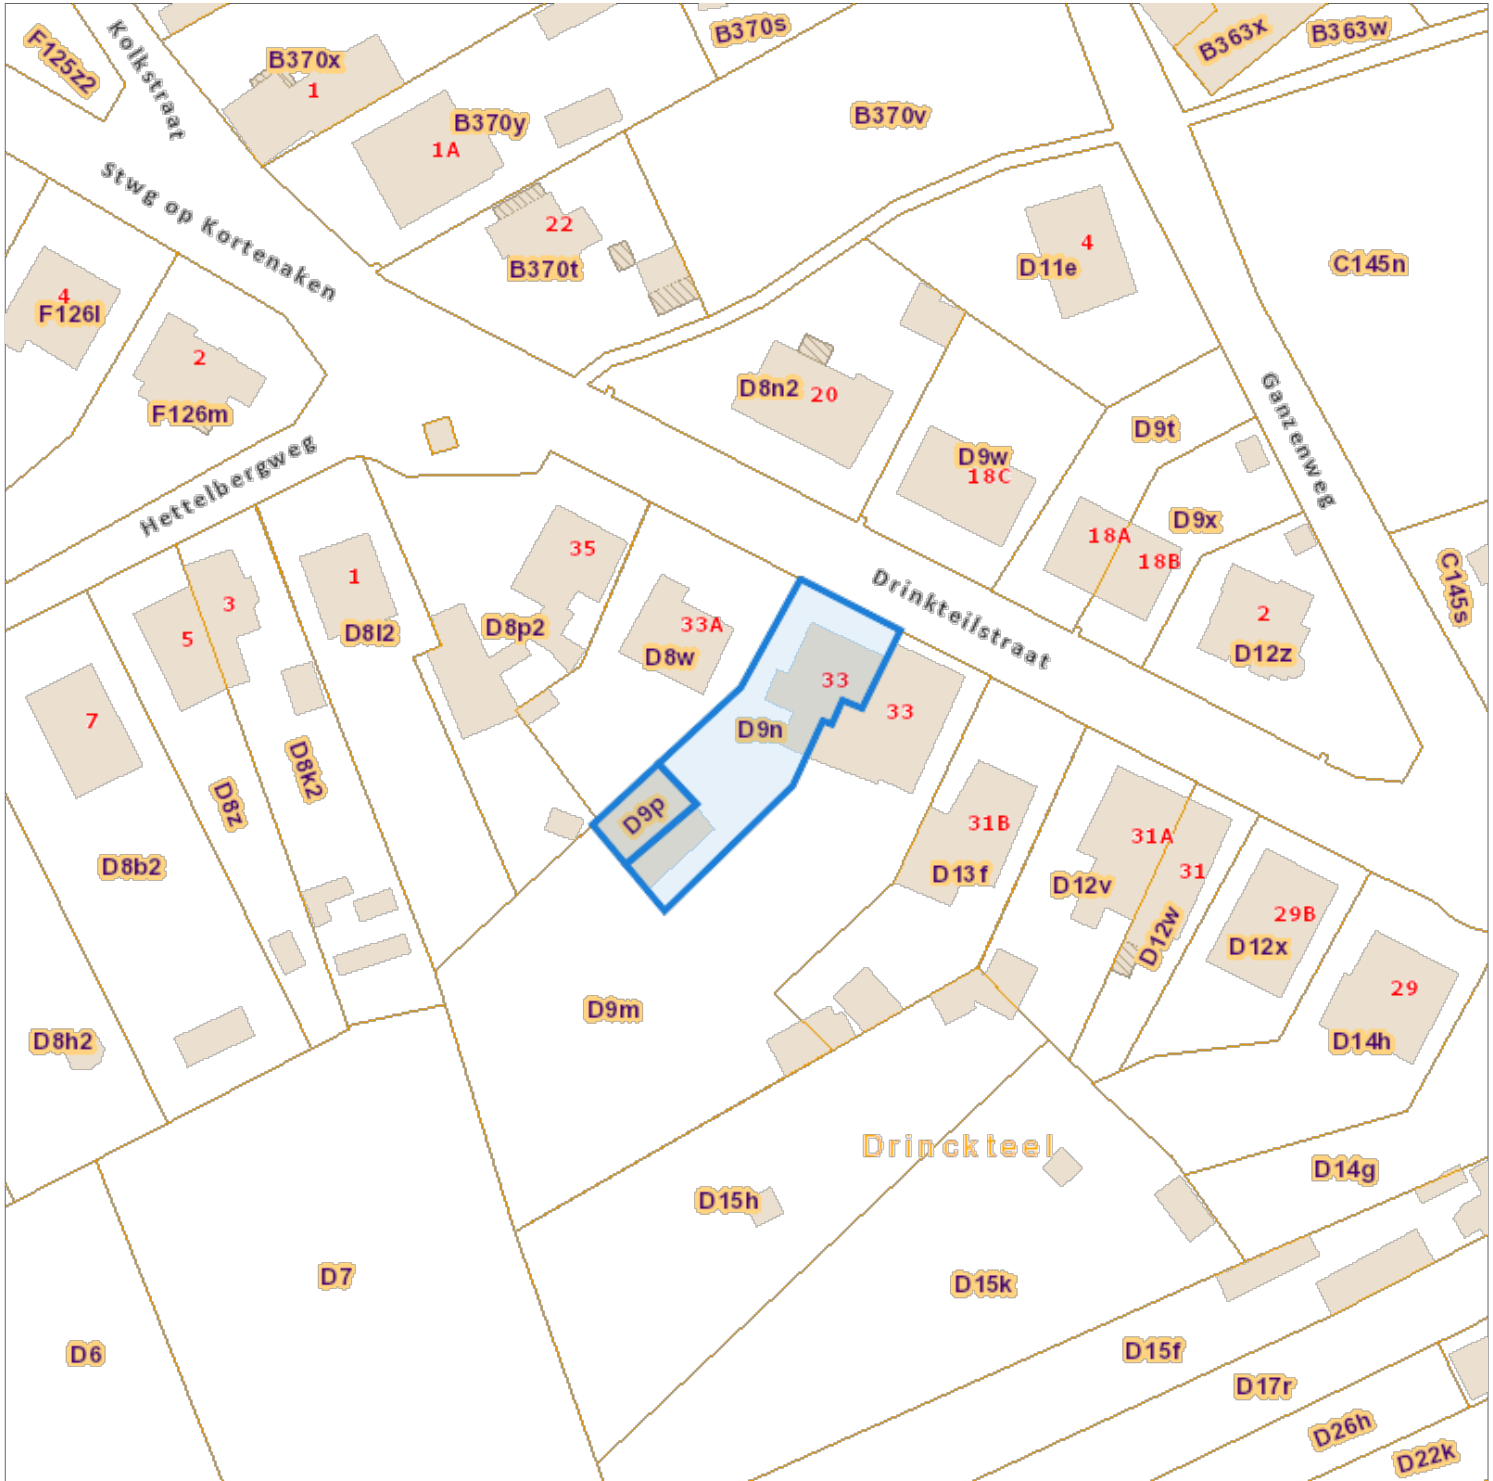 F125z2
Kolkstraat
B370x
1
B370s
B363x
B363w
B370y
1A
B370v
Stwg op Kortenaken
22
B370t
4
D11e
C145n
4
F126l
2
F126m
D8n2
20
Ganzenweg
D9t
D9w
18C
Hettelbergweg
D9x
18A
18B
35
1
3
5
D8l2
D8p2
33A
D8w
Drinkteilstraat
2
D12z
C145s
33
33
D9n
7
D8k2
D8z
D9p
31B
D13f
31A
31
D12v
D12w
D8b2
29B
D12x
29
D14h
D9m
D8h2
Drinckteel
D14g
D15h
D7
D15k
D6
D15f
D17r
D26h
D22k